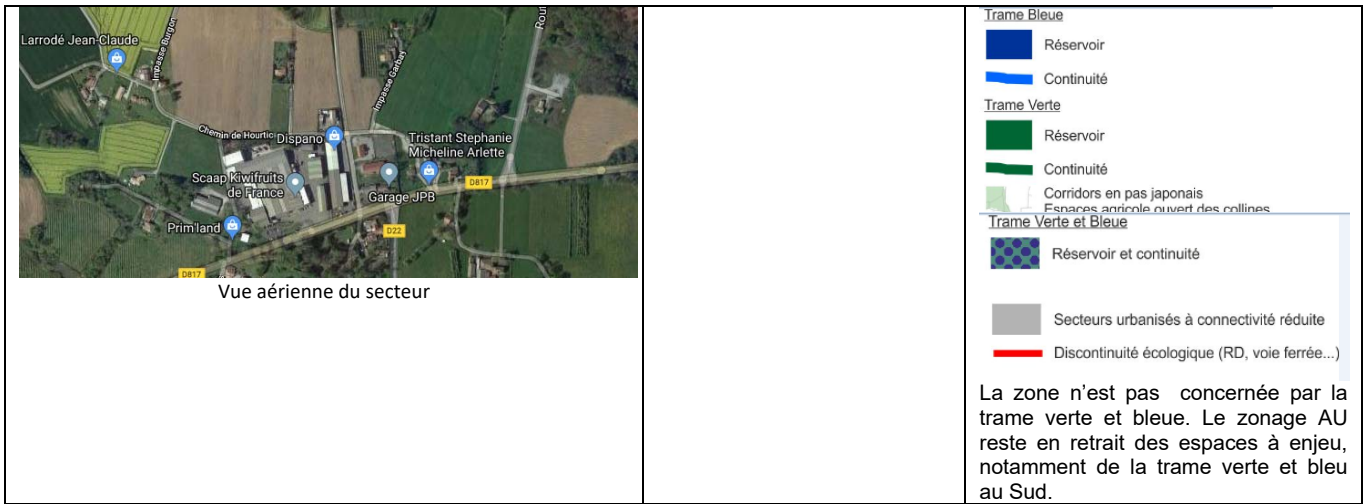 Larrodé Jean-Claude
Impasse Burgon
Rout
Impasse Garbay
Chemin de Hourtic
Dispano
Tristant Stephanie
Micheline Arlette
Scaap Kiwifruits
de France
D817
Garage JPB
Prim'land
D22
D817
Vue aérienne du secteur
Trame Bleue
Réservoir
Continuité
Trame Verte
Réservoir
Continuité
Corridors en pas japonais
Espaces agricole ouvert des collines
Trame Verte et Bleue
Réservoir et continuité
Secteurs urbanisés à connectivité réduite
Discontinuité écologique (RD, voie ferrée...)
La zone n’est pas concernée par la
trame verte et bleue. Le zonage AU
reste en retrait des espaces à enjeu,
notamment de la trame verte et bleu
au Sud.